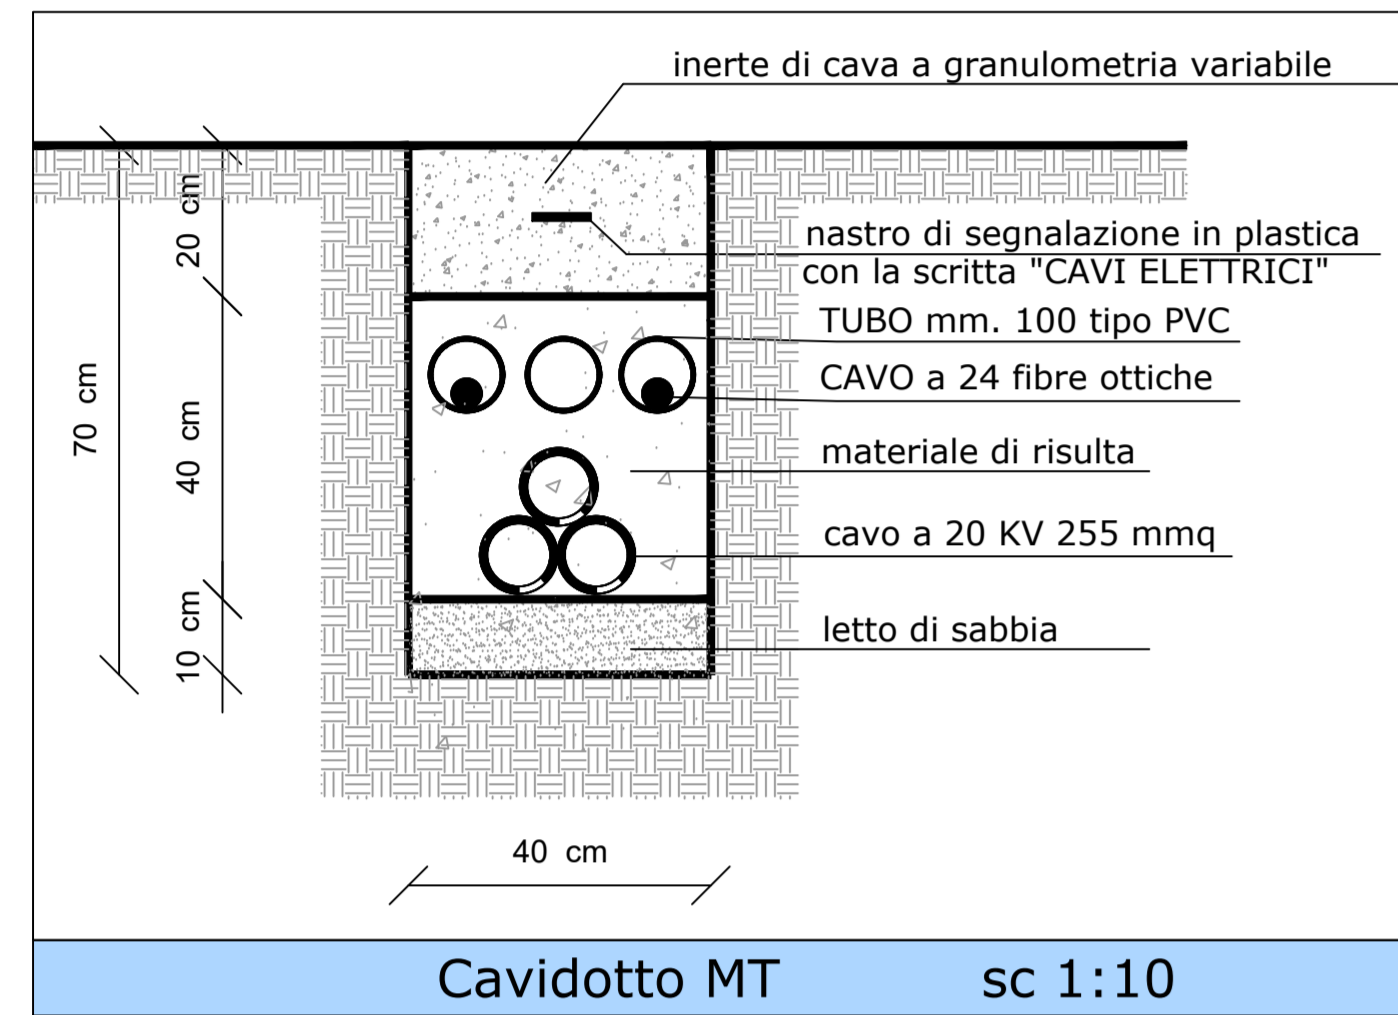 inerte di cava a granulometria variabile
20 cm
nastro di segnalazione in plastica
con la scritta "CAVI ELETTRICI"
TUBO mm. 100 tipo PVC
CAVO a 24 fibre ottiche
70 cm
40 cm
materiale di risulta
cavo a 20 KV 255 mmq
10 cm
letto di sabbia
40 cm
Cavidotto MT sc 1:10